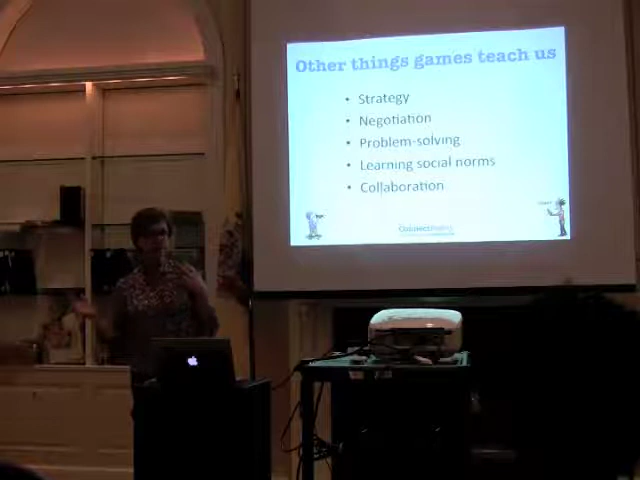 Other things games teach us
• Strategy
• Negotiation
• Problem-solving
• Learning social norms
• Collaboration